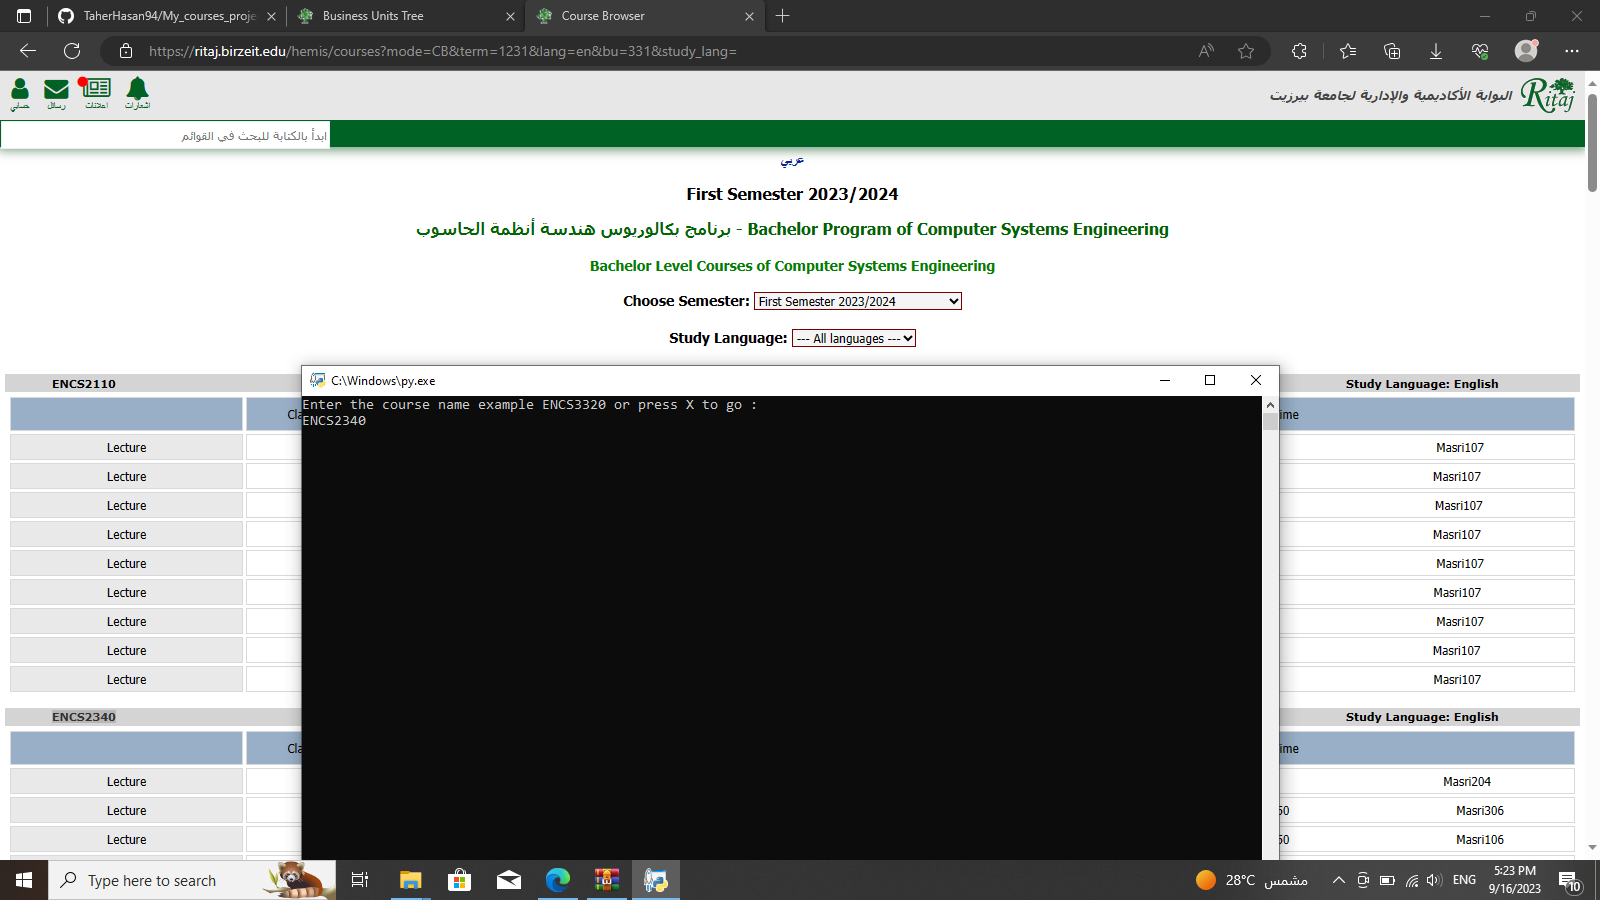 TaherHasan94/My_courses_proje
Business Units Tree
Course Browser
https://ritaj.birzeit.edu/hemis/courses?mode=CB&term=1231&lang=en&bu=331&study_lang=
حسابي
رسائل
اعلانات
اشعارات
البوابة الأكاديمية والإدارية لجامعة بيرزيت
Ritaj
ابدأ بالكتابة للبحث في القوائم
عربي
First Semester 2023/2024
برنامج بكالوريوس هندسة أنظمة الحاسوب - Bachelor Program of Computer Systems Engineering
Bachelor Level Courses of Computer Systems Engineering
Choose Semester: First Semester 2023/2024
Study Language: --- All languages ---
ENCS2110 Study Language: English
Cla ime
Lecture Masri107
Lecture Masri107
Lecture Masri107
Lecture Masri107
Lecture Masri107
Lecture Masri107
Lecture Masri107
Lecture Masri107
Lecture Masri107
C:\Windows\py.exe
Enter the course name example ENCS3320 or press X to go :
ENCS2340
ENCS2340 Study Language: English
Cla ime
Lecture Masri204
Lecture 50 Masri306
Lecture 50 Masri106
Type here to search
28°C مشمس
ENG
5:23 PM
9/16/2023
10